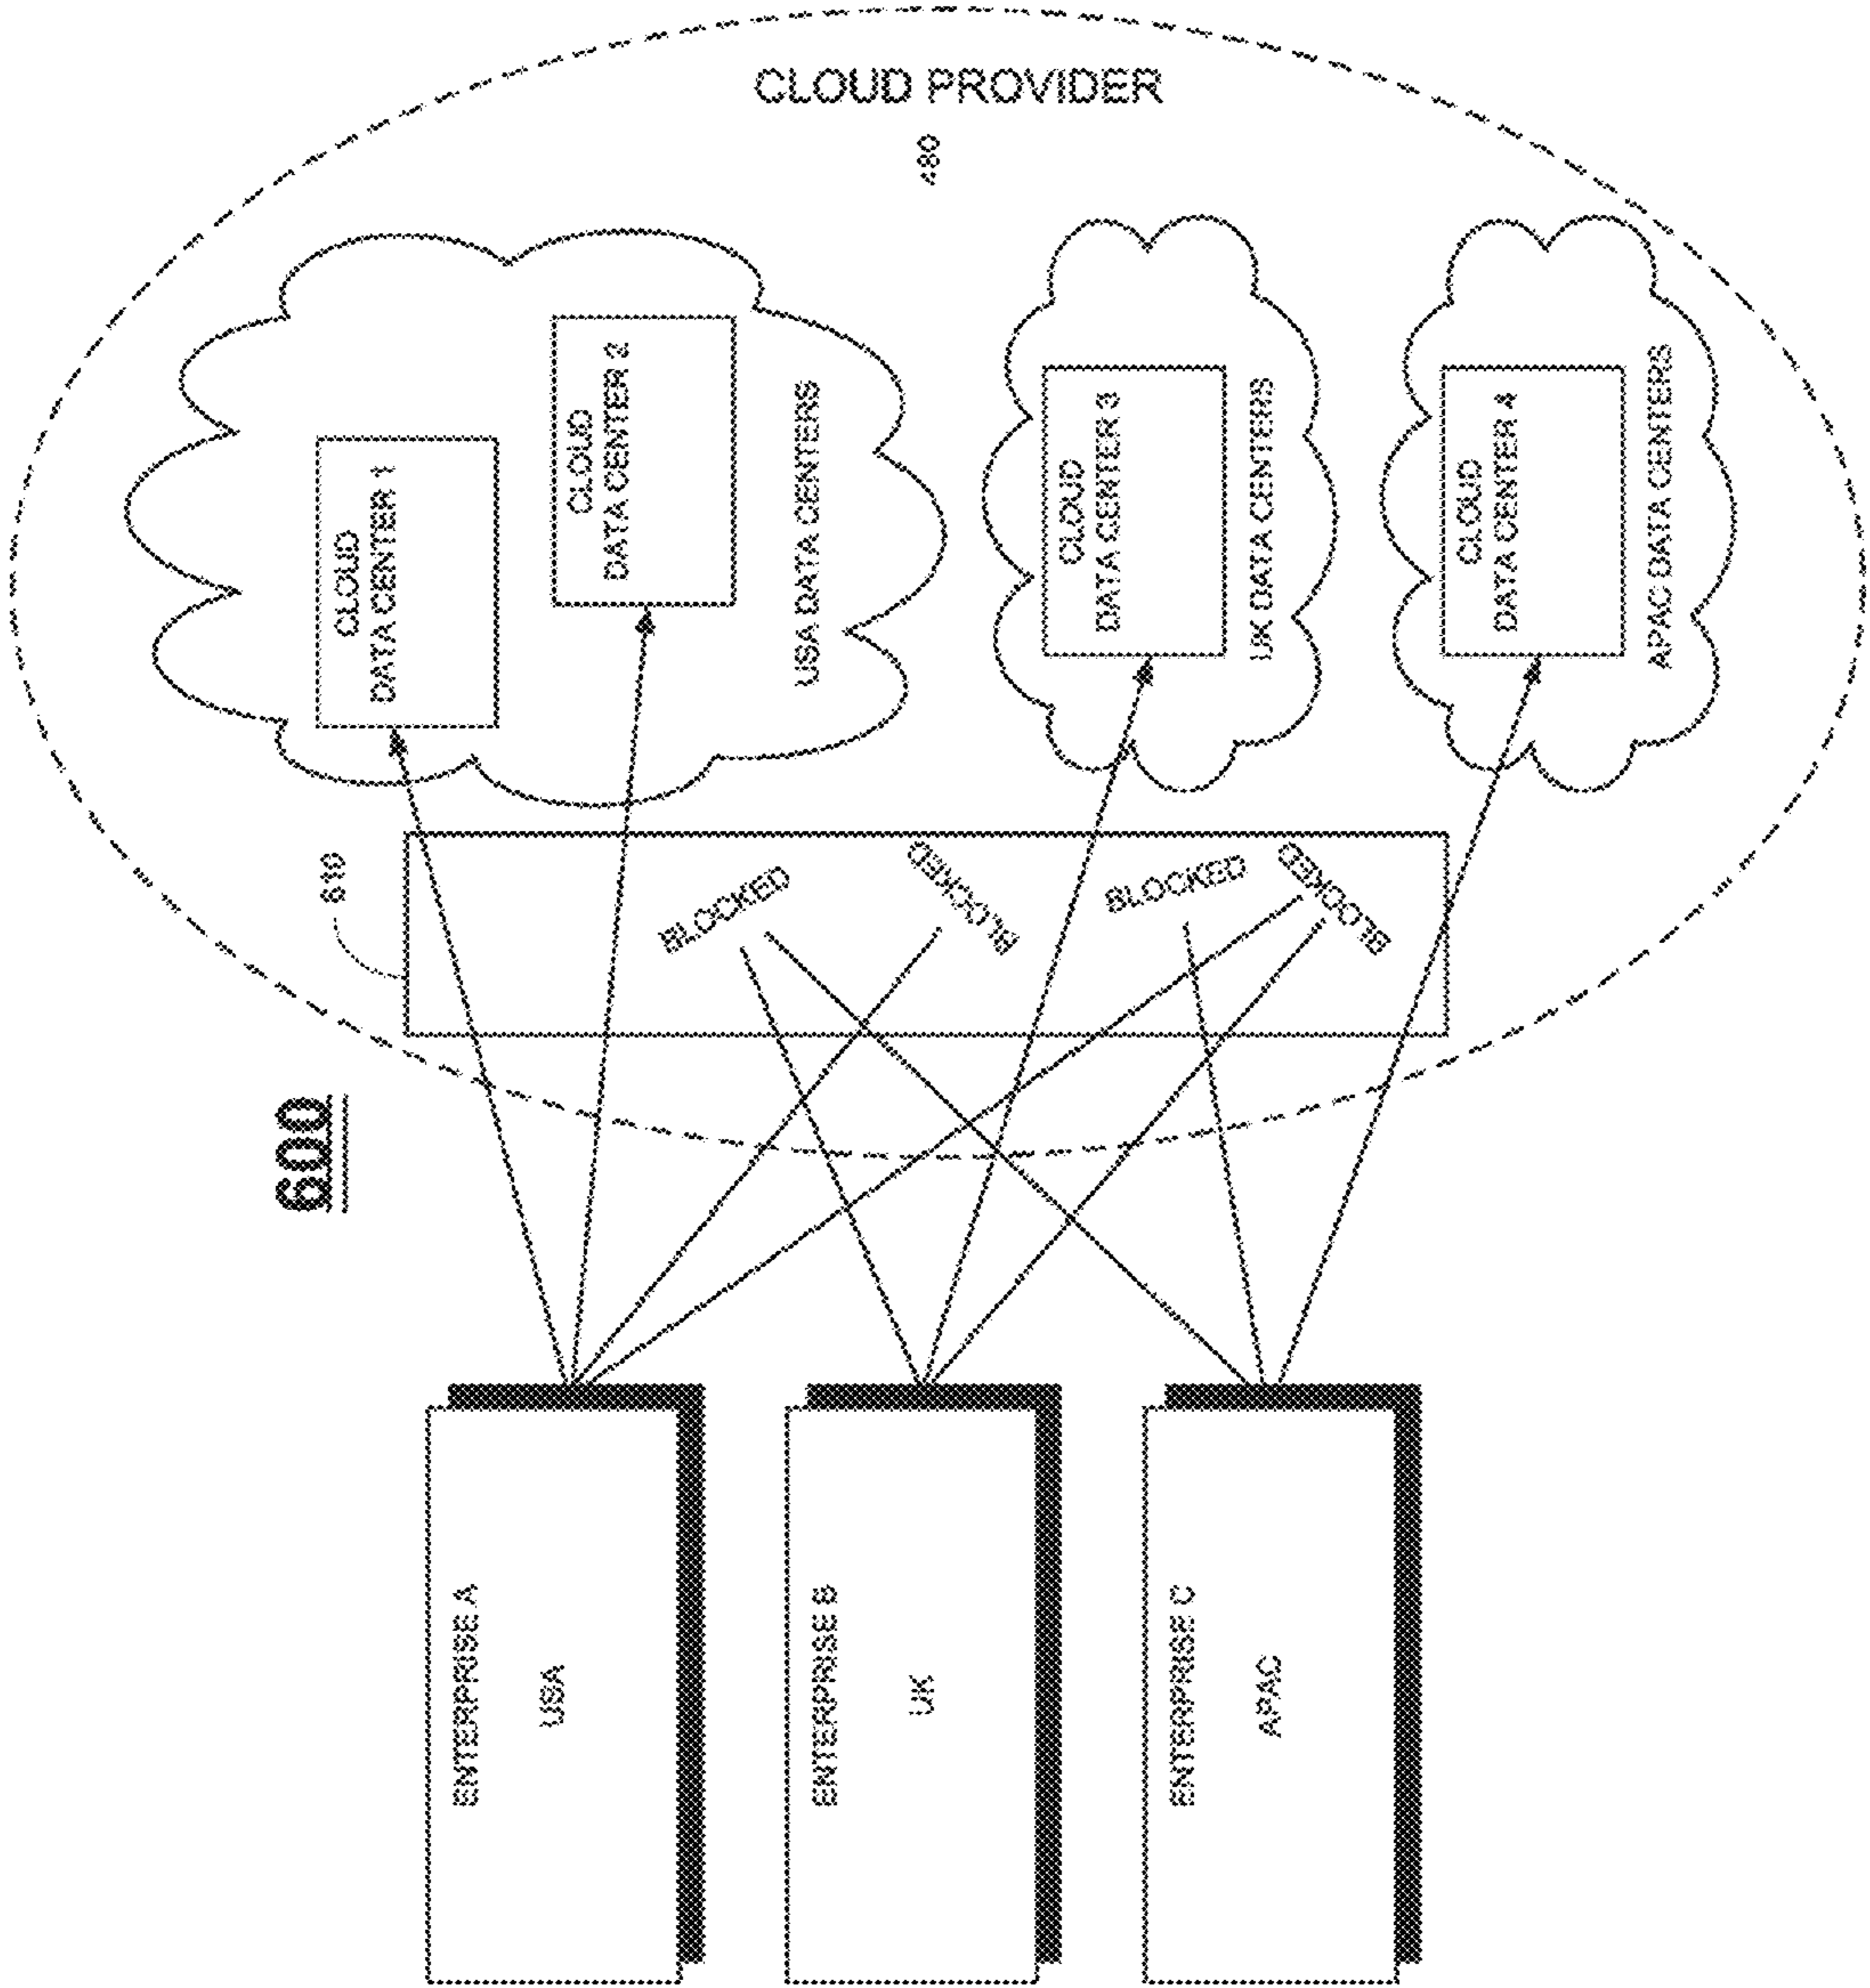 CLOUD PROVIDER
480
600
610
CLOUD
DATA CENTER 1
CLOUD
DATA CENTER 2
USA DATA CENTERS
CLOUD
DATA CENTER 3
UK DATA CENTERS
CLOUD
DATA CENTER 4
APAC DATA CENTERS
BLOCKED
BLOCKED
BLOCKED
BLOCKED
ENTERPRISE A
USA
ENTERPRISE B
UK
ENTERPRISE C
APAC